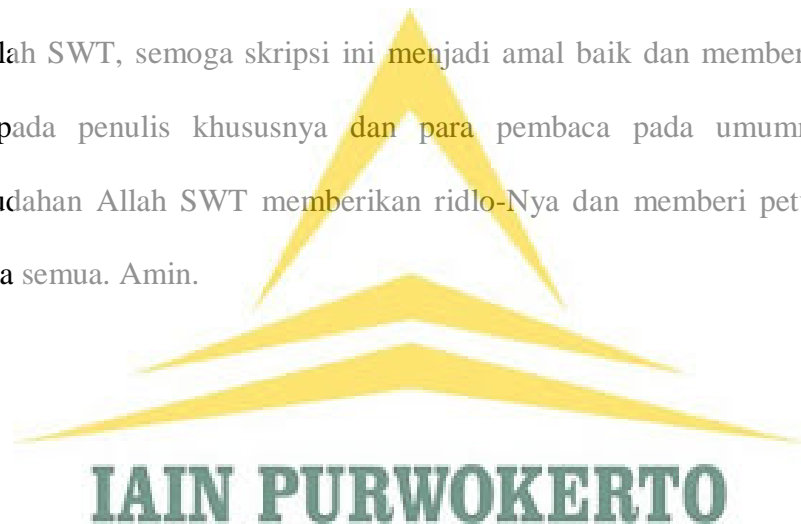 lah SWT, semoga skripsi ini menjadi amal baik dan member
pada penulis khususnya dan para pembaca pada umum
udahan Allah SWT memberikan ridlo-Nya dan memberi pet
a semua. Amin.
IAIN PURWOKERTO